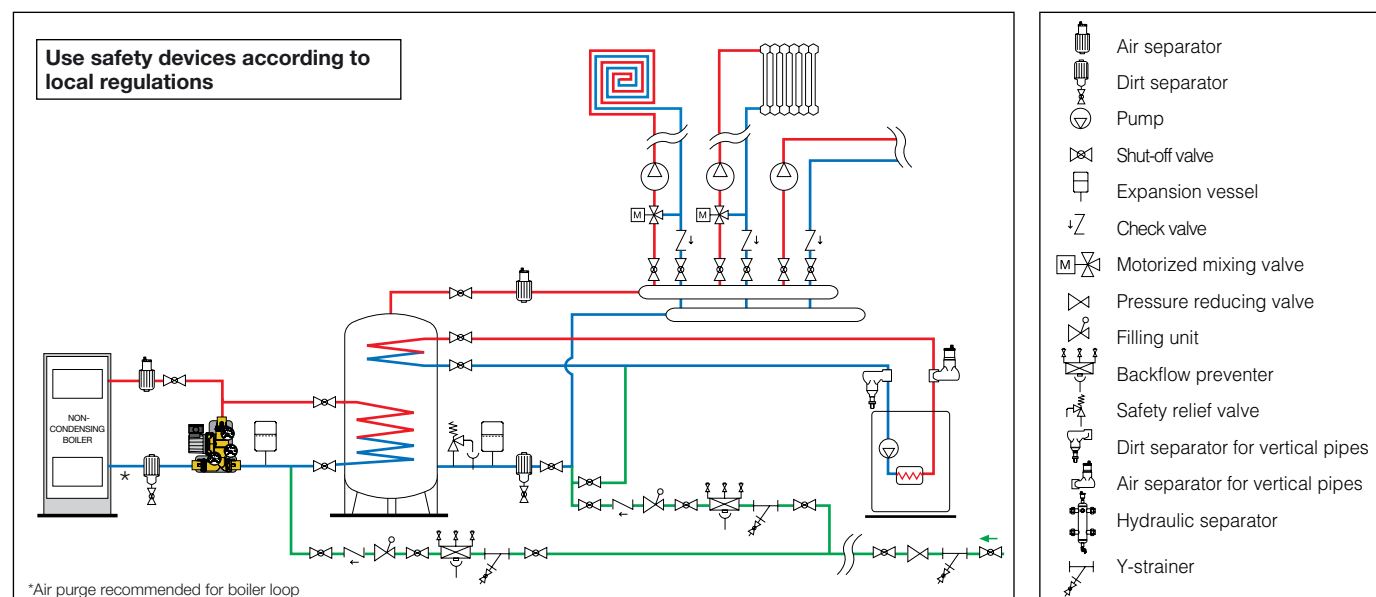 Use safety devices according to
local regulations
M
M
NON-
CONDENSING
BOILER
*
*Air purge recommended for boiler loop
Air separator
Dirt separator
Pump
Shut-off valve
Expansion vessel
Check valve
M
Motorized mixing valve
Pressure reducing valve
Filling unit
Backflow preventer
Safety relief valve
Dirt separator for vertical pipes
Air separator for vertical pipes
Hydraulic separator
Y-strainer